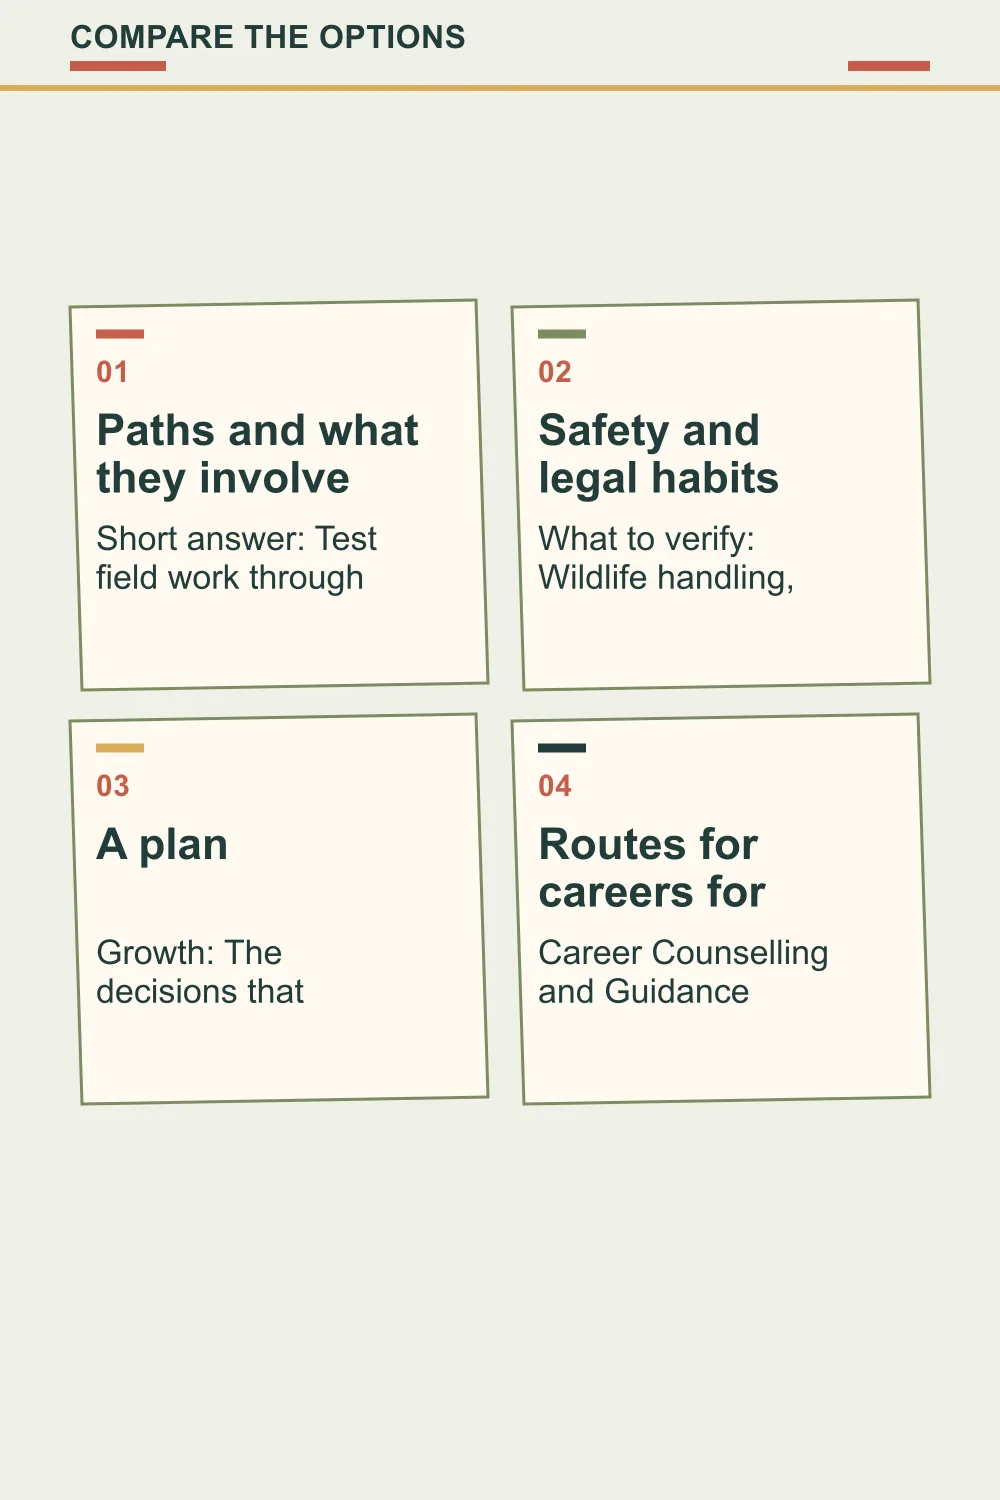 COMPARE THE OPTIONS
01
Paths and what
they involve
Short answer: Test
field work through
02
Safety and
legal habits
What to verify:
Wildlife handling,
03
A plan
Growth: The
decisions that
04
Routes for
careers for
Career Counselling
and Guidance